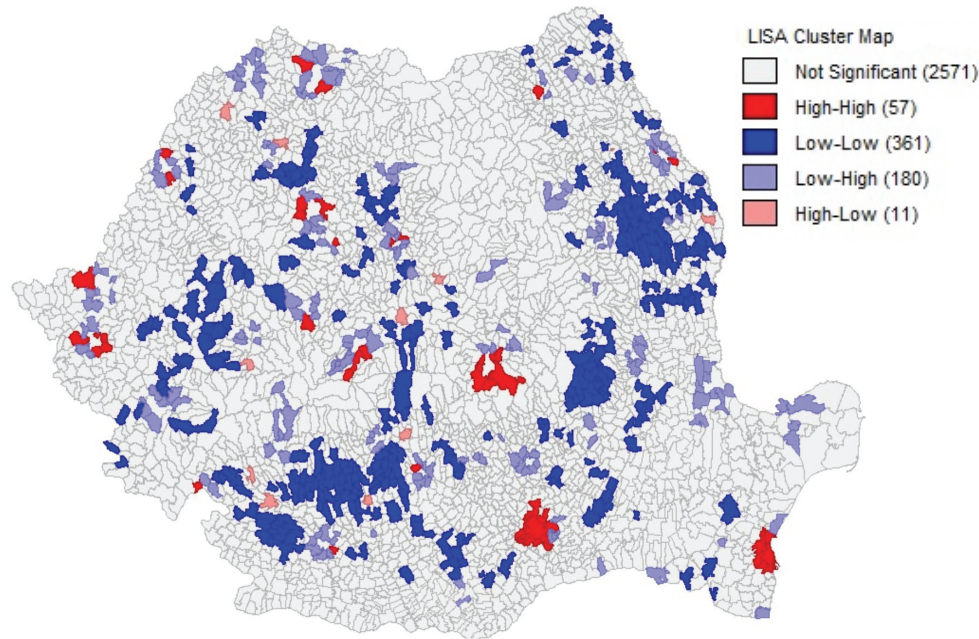 LISA Cluster Map
Not Significant (2571)
High-High (57)
Low-Low (361)
Low-High (180)
High-Low (11)